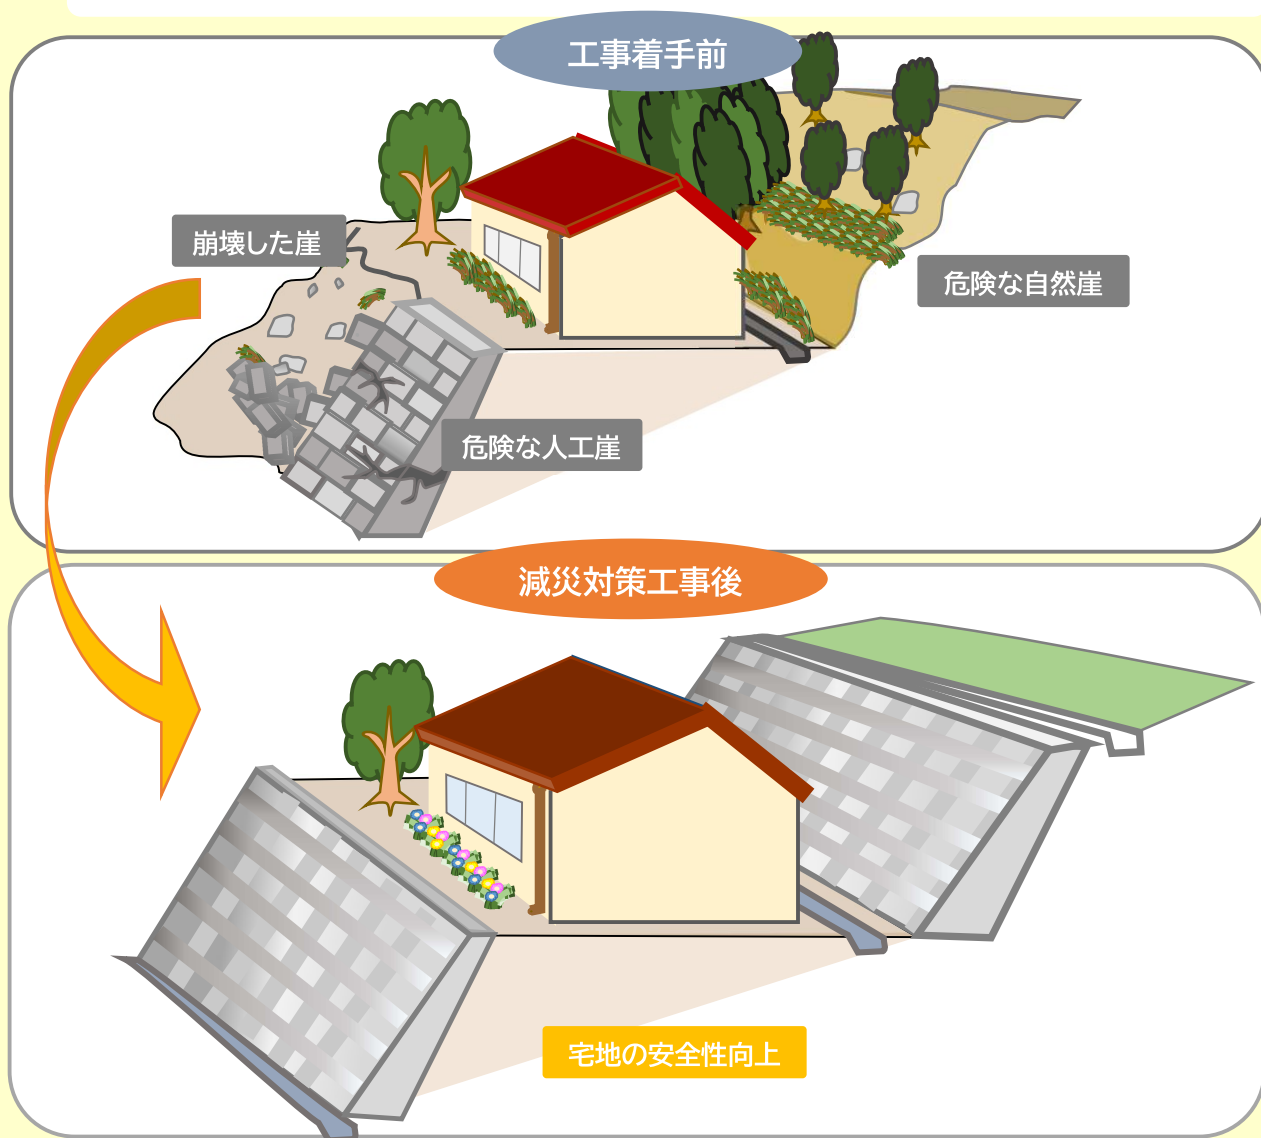 工事着手前
崩壊した崖
危険な自然崖
危険な人工崖
減災対策工事後
宅地の安全性向上